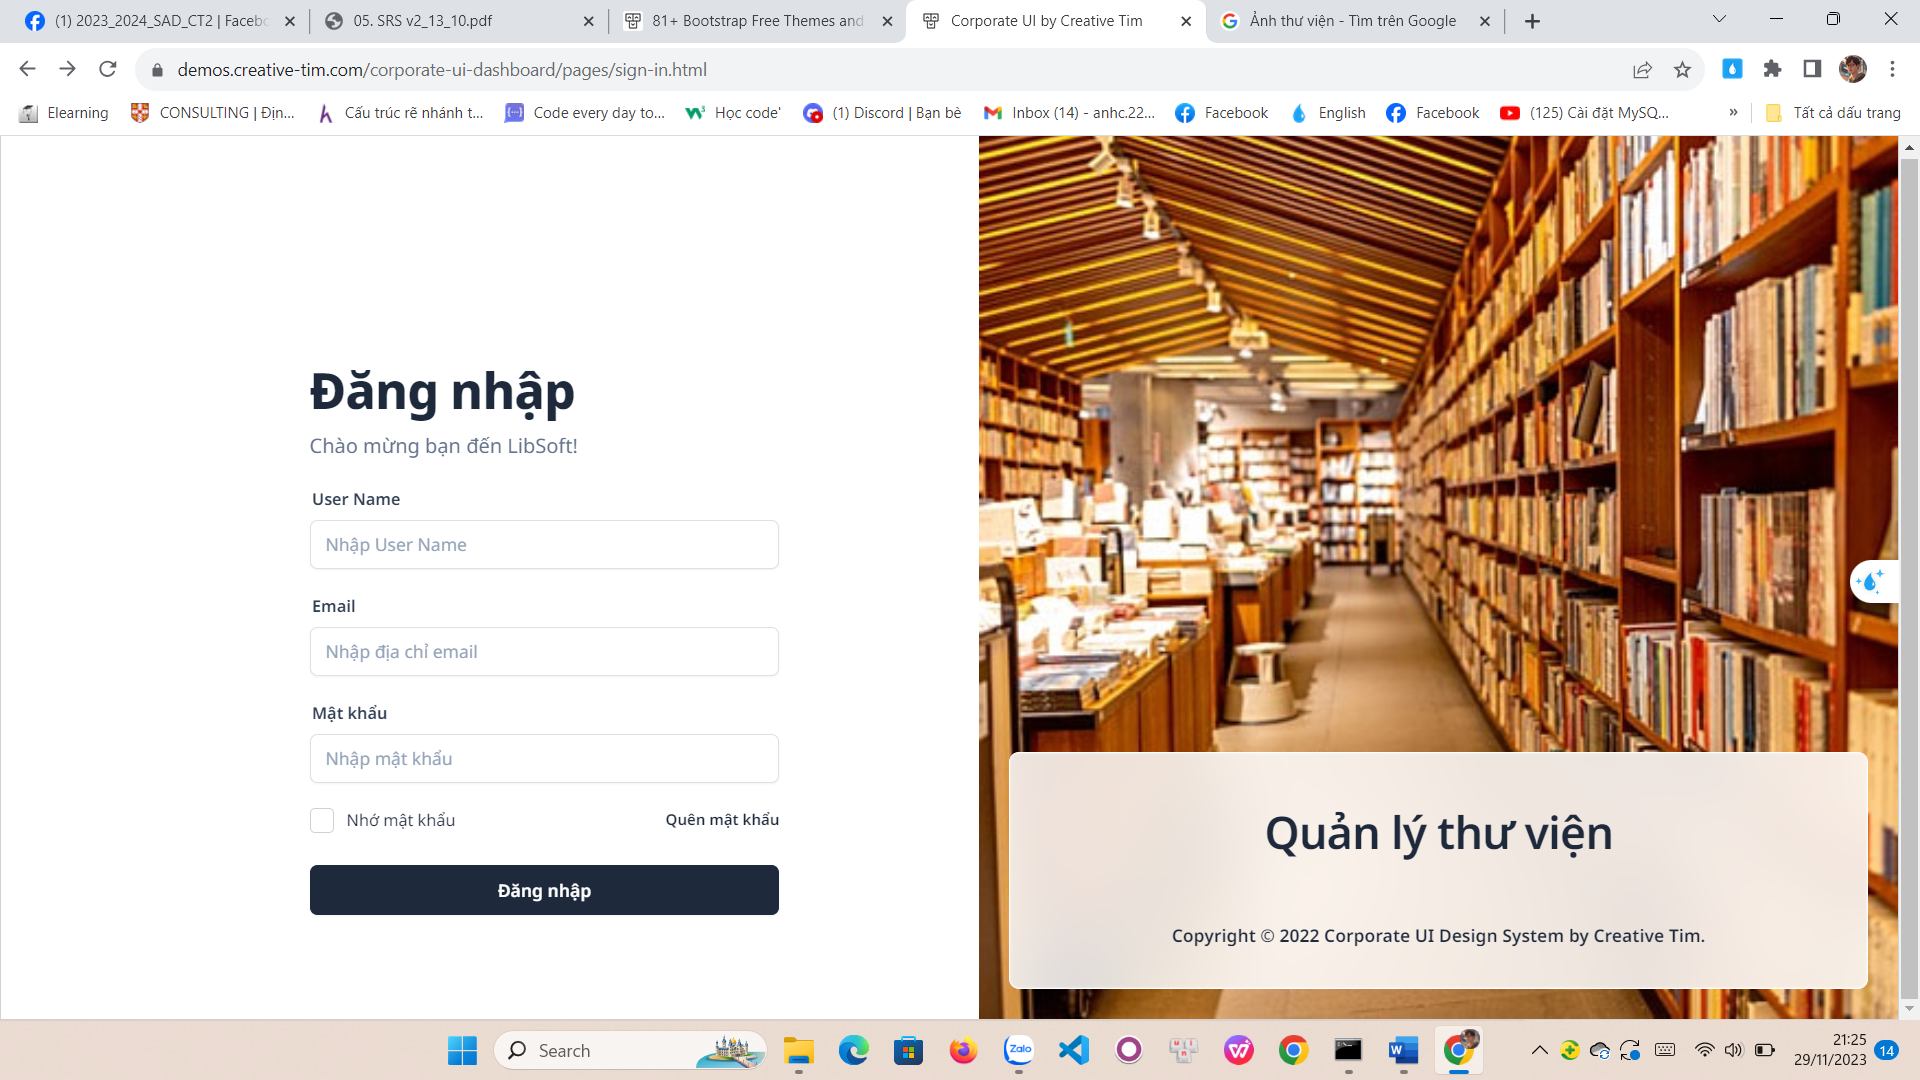 (1) 2023_2024_SAD_CT2 | Facebo
05. SRS v2_13_10.pdf
81+ Bootstrap Free Themes and
Corporate UI by Creative Tim
Ảnh thư viện - Tìm trên Google
demos.creative-tim.com/corporate-ui-dashboard/pages/sign-in.html
Elearning
CONSULTING | Địn...
Cấu trúc rẽ nhánh t...
Code every day to...
Học code'
(1) Discord | Bạn bè
Inbox (14) - anhc.22...
Facebook
English
Facebook
(125) Cài đặt MySQ...
»
Tất cả dấu trang
Đăng nhập
Chào mừng bạn đến LibSoft!
User Name
Nhập User Name
Email
Nhập địa chỉ email
Mật khẩu
Nhập mật khẩu
Nhớ mật khẩu
Quên mật khẩu
Đăng nhập
Quản lý thư viện
Copyright © 2022 Corporate UI Design System by Creative Tim.
Search
Zalo
21:25
29/11/2023
14